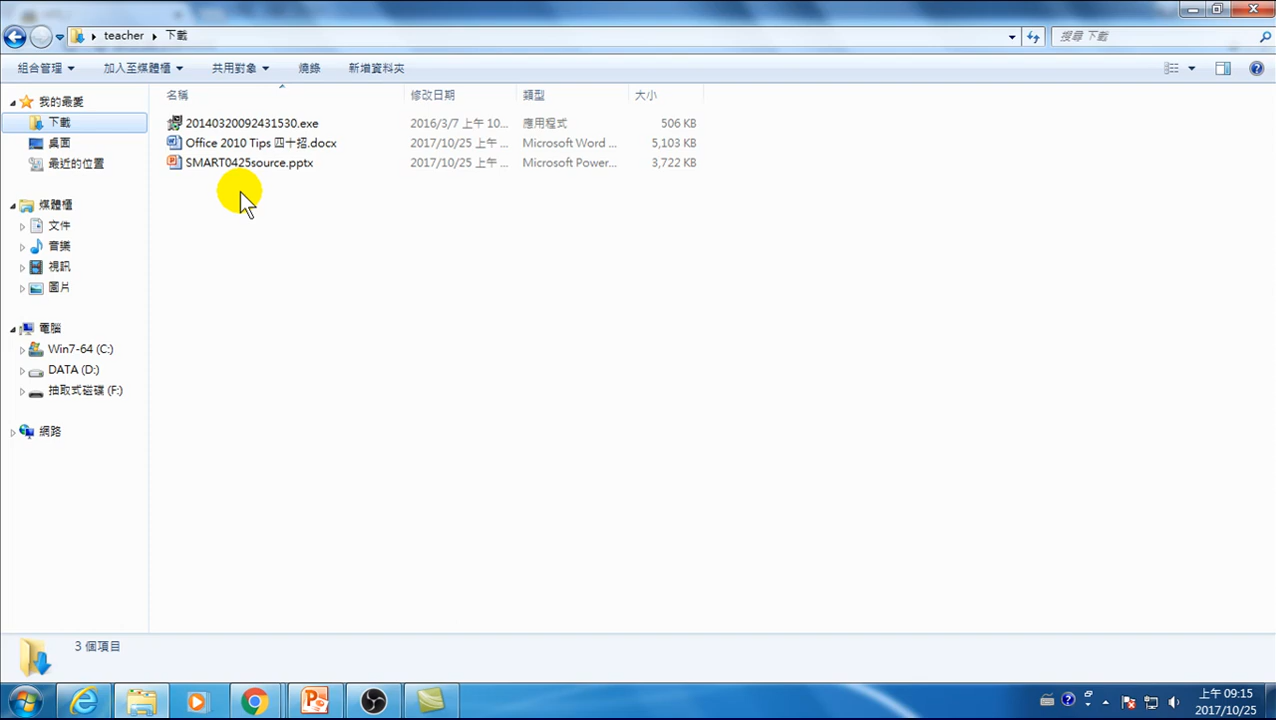 teacher ▸ 下載
搜尋 下載
組合管理 加入至媒體櫃 共用對象 燒錄 新增資料夾
我的最愛
下載
桌面
最近的位置
媒體櫃
文件
音樂
視訊
圖片
電腦
Win7-64 (C:)
DATA (D:)
抽取式磁碟 (F:)
網路
名稱 修改日期 類型 大小
20140320092431530.exe 2016/3/7 上午 10... 應用程式 506 KB
Office 2010 Tips 四十招.docx 2017/10/25 上午 ... Microsoft Word ... 5,103 KB
SMART0425source.pptx 2017/10/25 上午 ... Microsoft Power... 3,722 KB
3 個項目
上午 09:15
2017/10/25